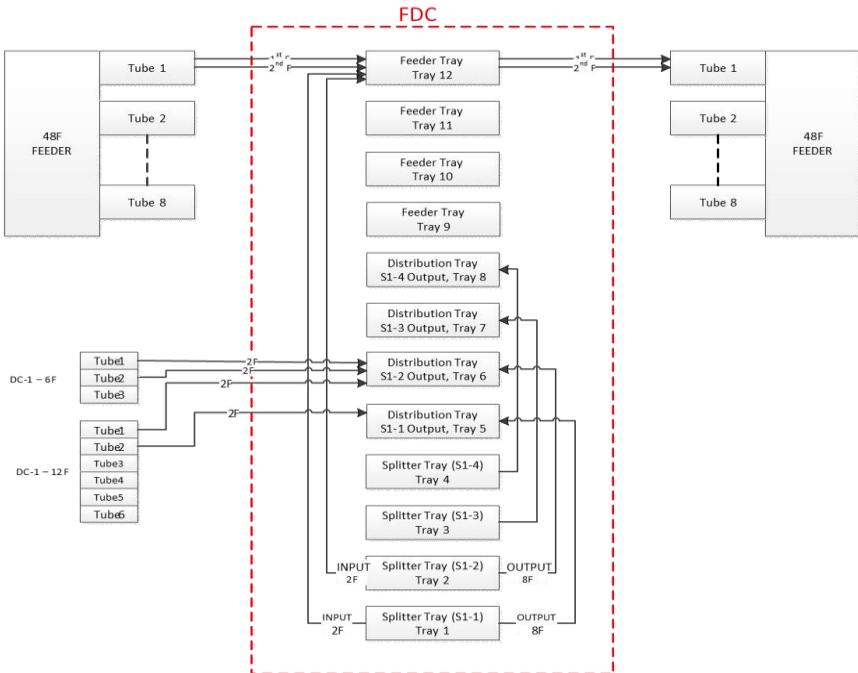 FDC
48F
FEEDER
Tube 1
Tube 2
Tube 8
2nd F
2nd F
Feeder Tray
Tray 12
Feeder Tray
Tray 11
Feeder Tray
Tray 10
Feeder Tray
Tray 9
Distribution Tray
S1-4 Output, Tray 8
Distribution Tray
S1-3 Output, Tray 7
Distribution Tray
S1-2 Output, Tray 6
Distribution Tray
S1-1 Output, Tray 5
Splitter Tray (S1-4)
Tray 4
Splitter Tray (S1-3)
Tray 3
Splitter Tray (S1-2)
Tray 2
Splitter Tray (S1-1)
Tray 1
Tube 1
Tube 2
Tube 8
48F
FEEDER
DC-1 – 6F
Tube1
Tube2
Tube3
2F
2F
2F
2F
DC-1 – 12F
Tube1
Tube2
Tube3
Tube4
Tube5
Tube6
INPUT
2F
OUTPUT
8F
INPUT
2F
OUTPUT
8F